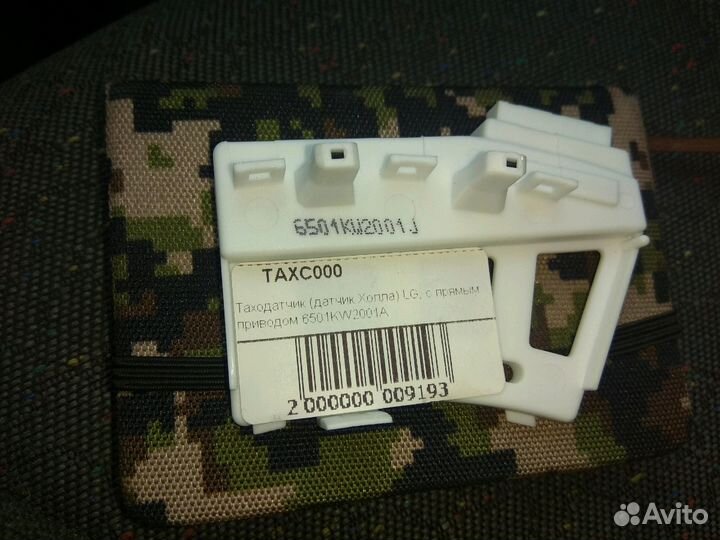 6501KW2001J
TAXC000
Таходатчик (датчик Холла) LG, с прямым
приводом 6501KW2001A
2 000000 009193
Avito